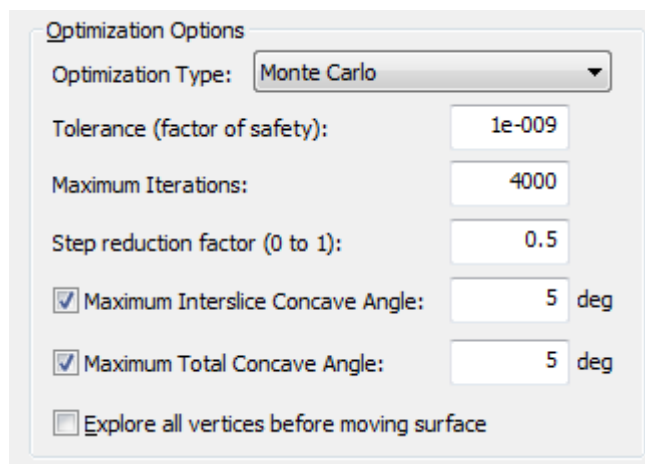 Optimization Options
Optimization Type: Monte Carlo
Tolerance (factor of safety): 1e-009
Maximum Iterations: 4000
Step reduction factor (0 to 1): 0.5
Maximum Interslice Concave Angle: 5 deg
Maximum Total Concave Angle: 5 deg
Explore all vertices before moving surface